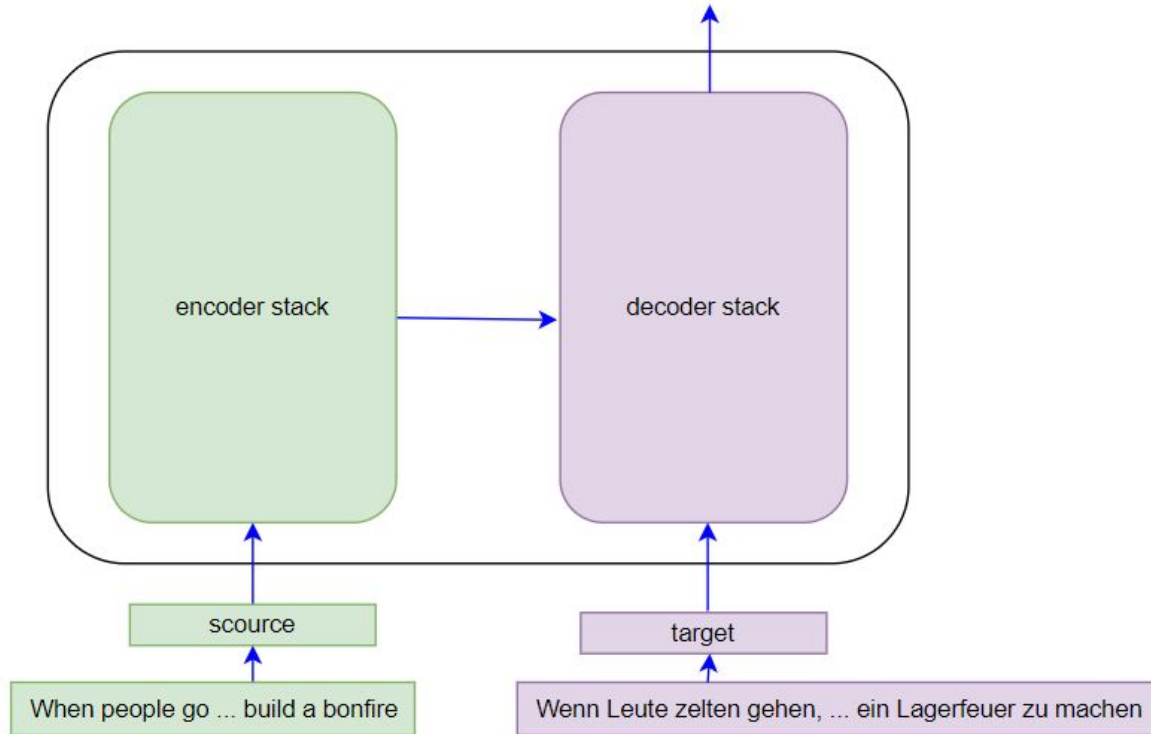 encoder stack
decoder stack
scource
target
When people go ... build a bonfire
Wenn Leute zelten gehen, ... ein Lagerfeuer zu machen